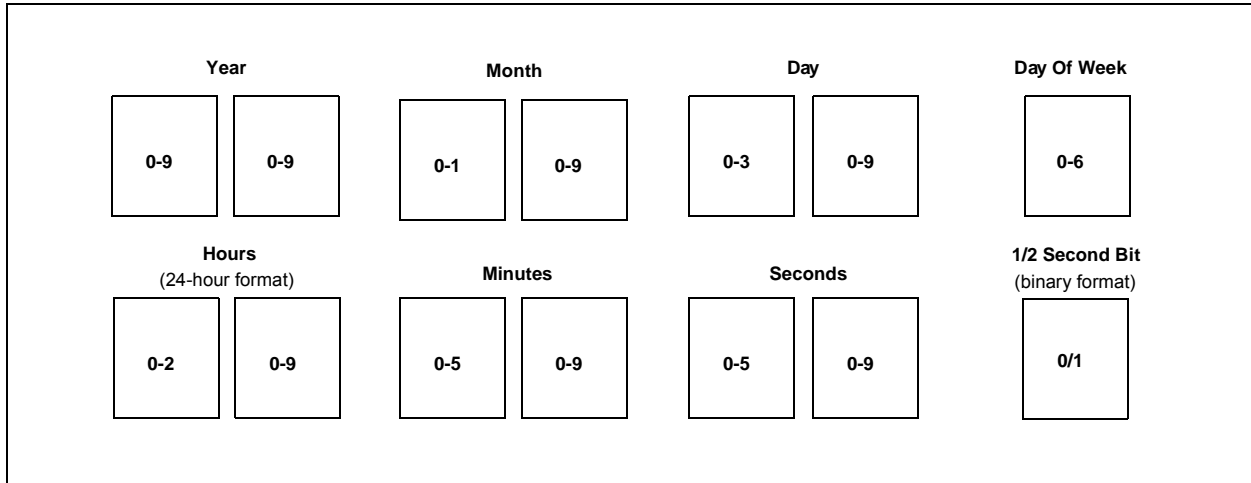 Year Month Day Day Of Week
0-9 0-9 0-1 0-9 0-3 0-9 0-6
Hours Minutes Seconds 1/2 Second Bit
(24-hour format) (binary format)
0-2 0-9 0-5 0-9 0-5 0-9 0/1